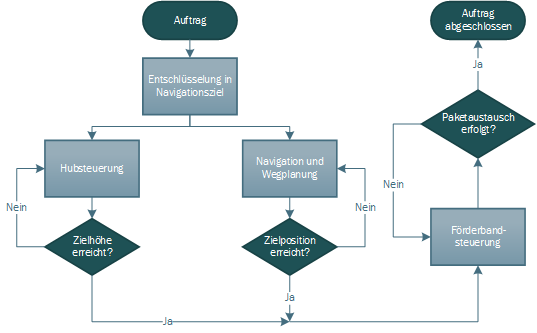 Auftrag
Entschlüsselung in
Navigationsziel
Hubsteuerung
Navigation und
Wegplanung
Nein
Nein
Zielhöhe
erreicht?
Zielposition
erreicht?
Ja
Ja
Förderband-
steuerung
Nein
Paketaustausch
erfolgt?
Ja
Auftrag
abgeschlossen